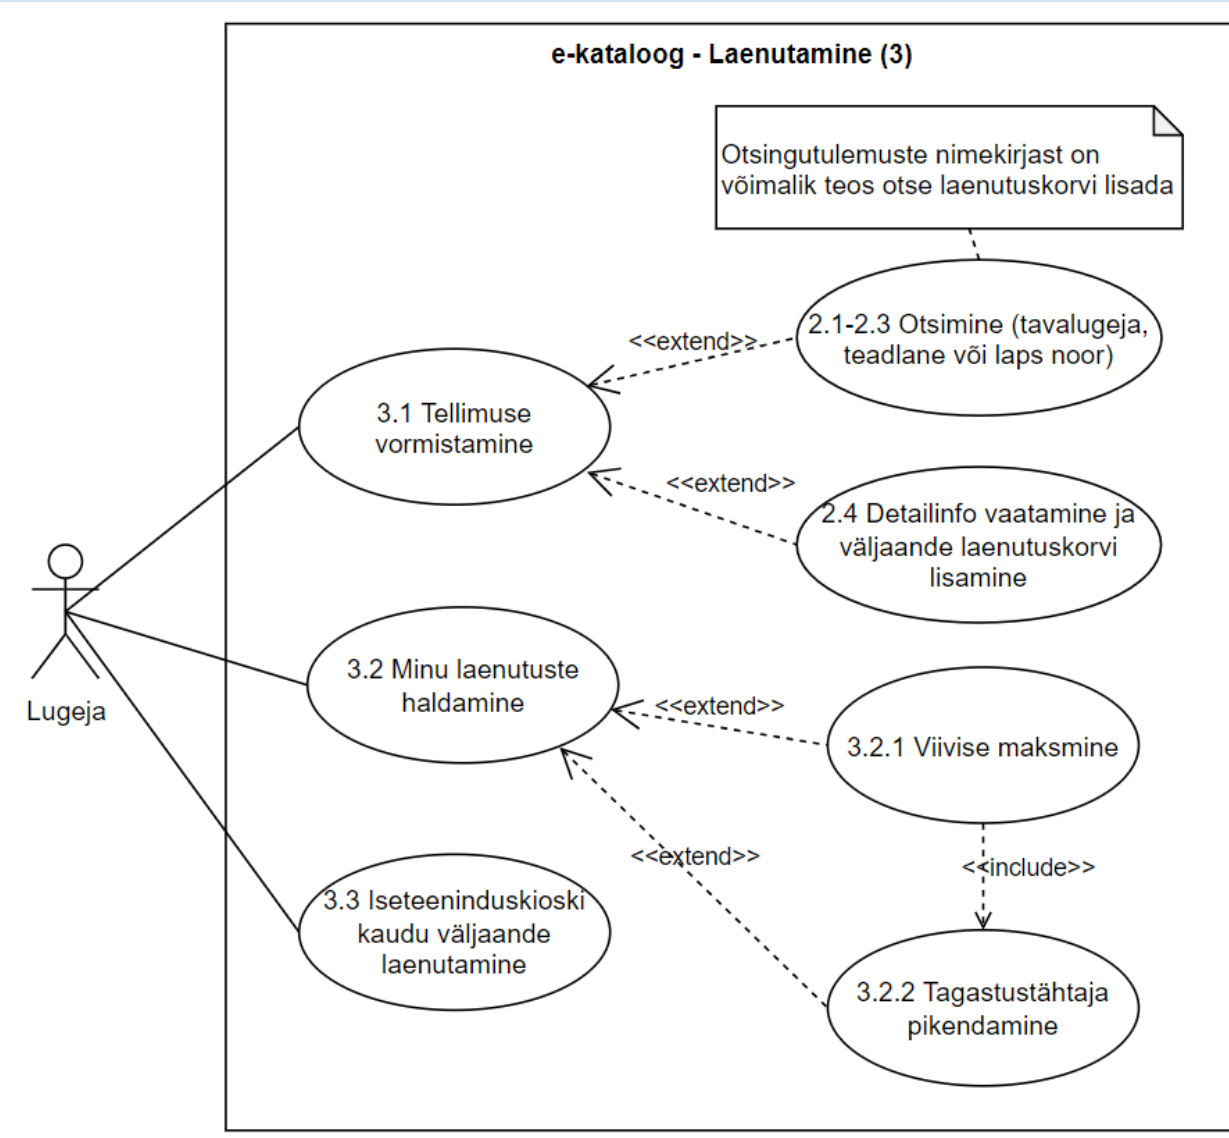 e-kataloog - Laenutamine (3)
Otsingutulemuste nimekirjast on
võimalik teos otse laenutuskorvi lisada
2.1-2.3 Otsimine (tavalugeja,
teadlane või laps noor)
<<extend>>
3.1 Tellimuse
vormistamine
<<extend>>
2.4 Detailinfo vaatamine ja
väljaande laenutuskorvi
lisamine
Lugeja
3.2 Minu laenutuste
haldamine
<<extend>>
3.2.1 Viivise maksmine
<<extend>>
<<include>>
3.3 Iseteeninduskioski
kaudu väljaande
laenutamine
3.2.2 Tagastustähtaja
pikendamine